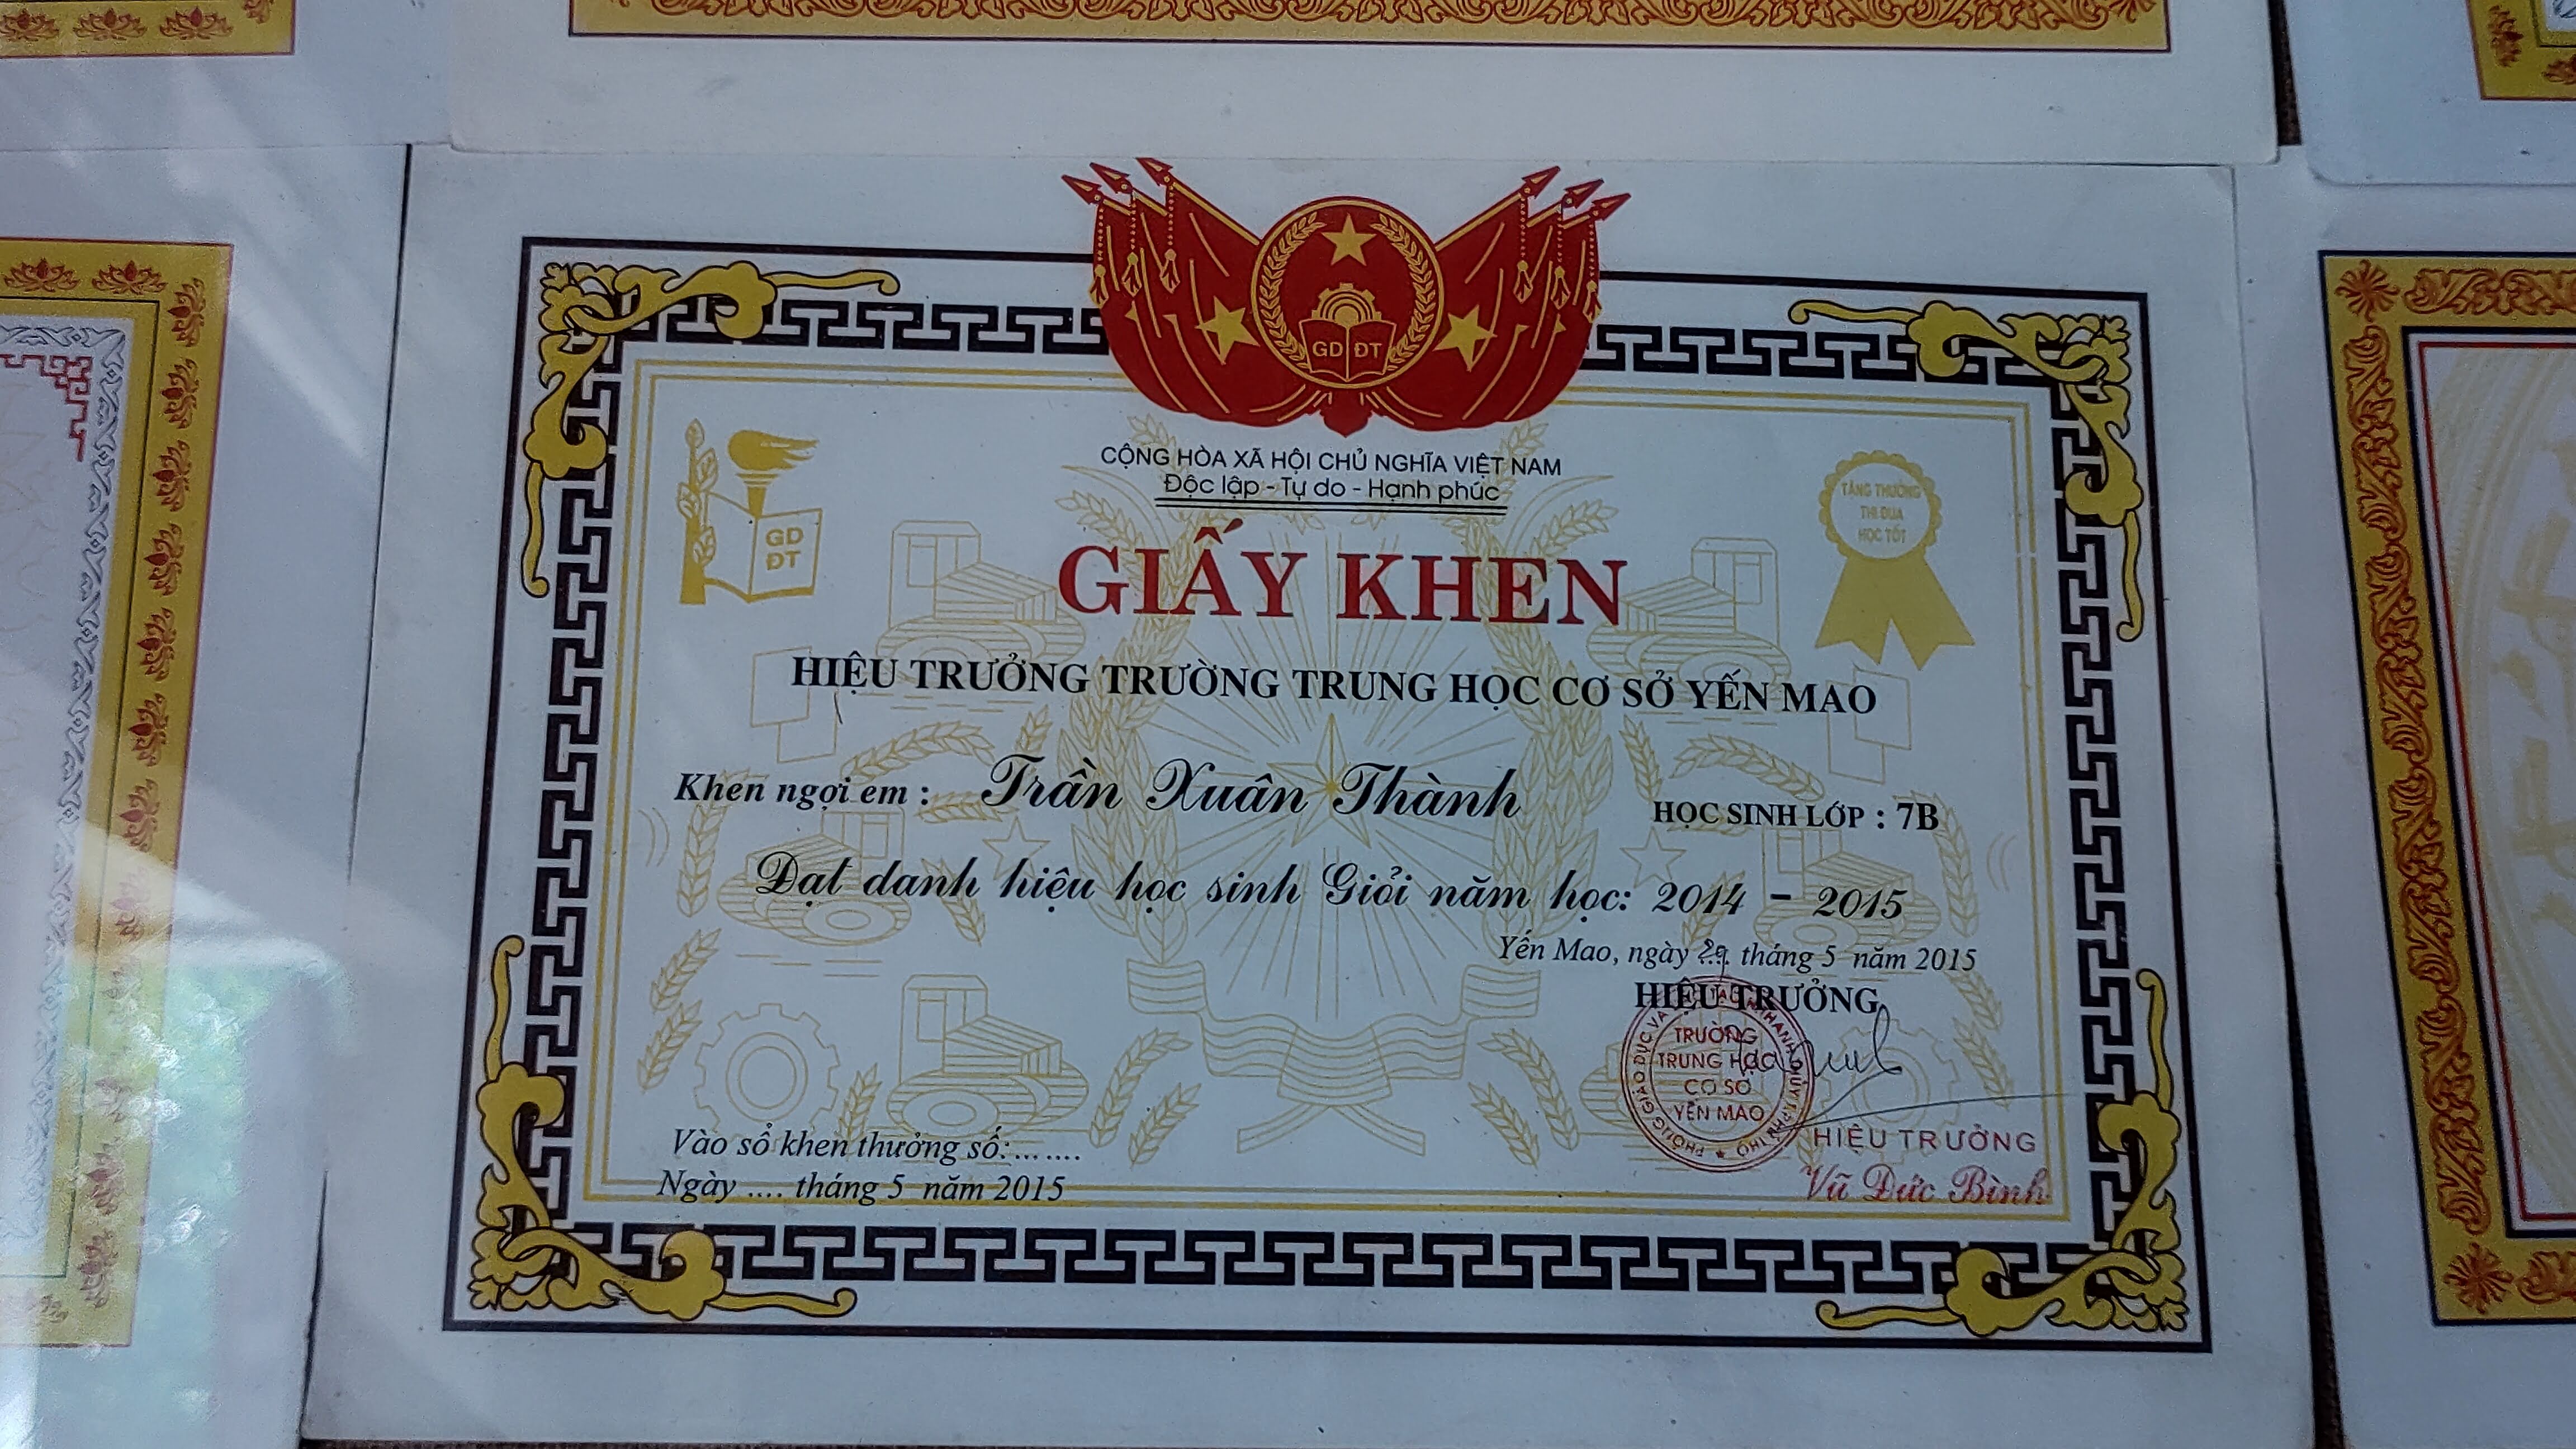 GD ĐT
CỘNG HÒA XÃ HỘI CHỦ NGHĨA VIỆT NAM
Độc lập - Tự do - Hạnh phúc
GD
ĐT
TẶNG THƯỞNG
THI ĐUA
HỌC TỐT
GIẤY KHEN
HIỆU TRƯỞNG TRƯỜNG TRUNG HỌC CƠ SỞ YẾN MAO
Khen ngợi em : Trần Xuân Thành HỌC SINH LỚP : 7B
Đạt danh hiệu học sinh Giỏi năm học: 2014 - 2015
Yến Mao, ngày 29 tháng 5 năm 2015
HIỆU TRƯỞNG
TRƯỜNG
TRUNG HỌC
CƠ SỞ
YẾN MAO
HIỆU TRƯỞNG
Vũ Đức Bình
Vào sổ khen thưởng số: .......
Ngày .... tháng 5 năm 2015